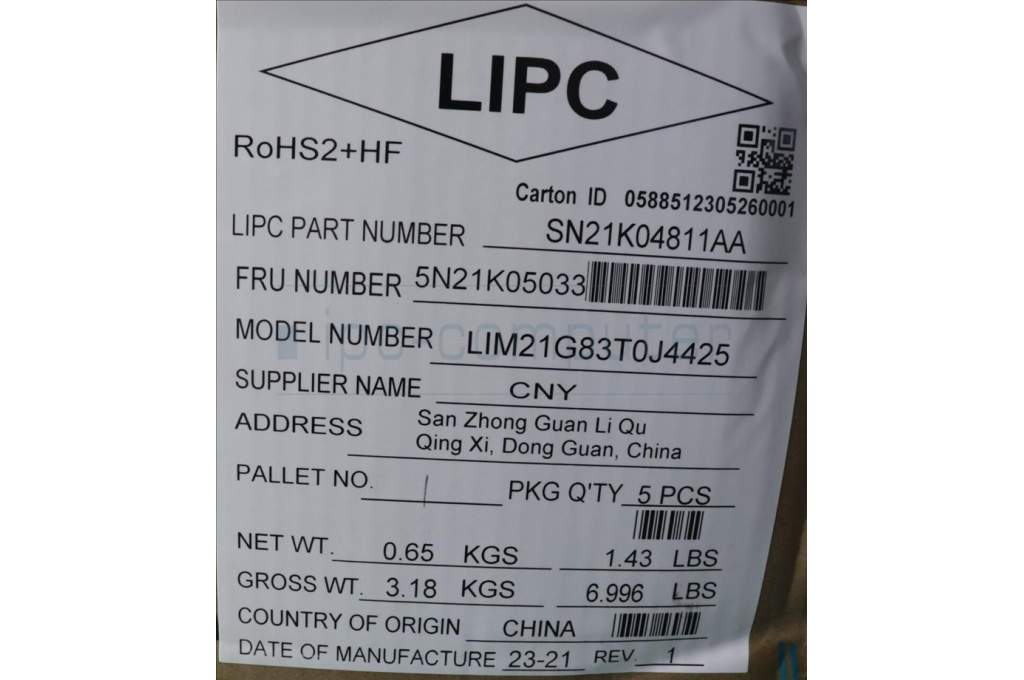 LIPC
RoHS2+HF
Carton ID 0588512305260001
LIPC PART NUMBER SN21K04811AA
FRU NUMBER 5N21K05033
MODEL NUMBER LIM21G83T0J4425
ipc computer
SUPPLIER NAME CNY
ADDRESS San Zhong Guan Li Qu
Qing Xi, Dong Guan, China
PALLET NO. | PKG Q'TY 5 PCS
NET WT. 0.65 KGS 1.43 LBS
GROSS WT. 3.18 KGS 6.996 LBS
COUNTRY OF ORIGIN CHINA
DATE OF MANUFACTURE 23-21 REV. 1